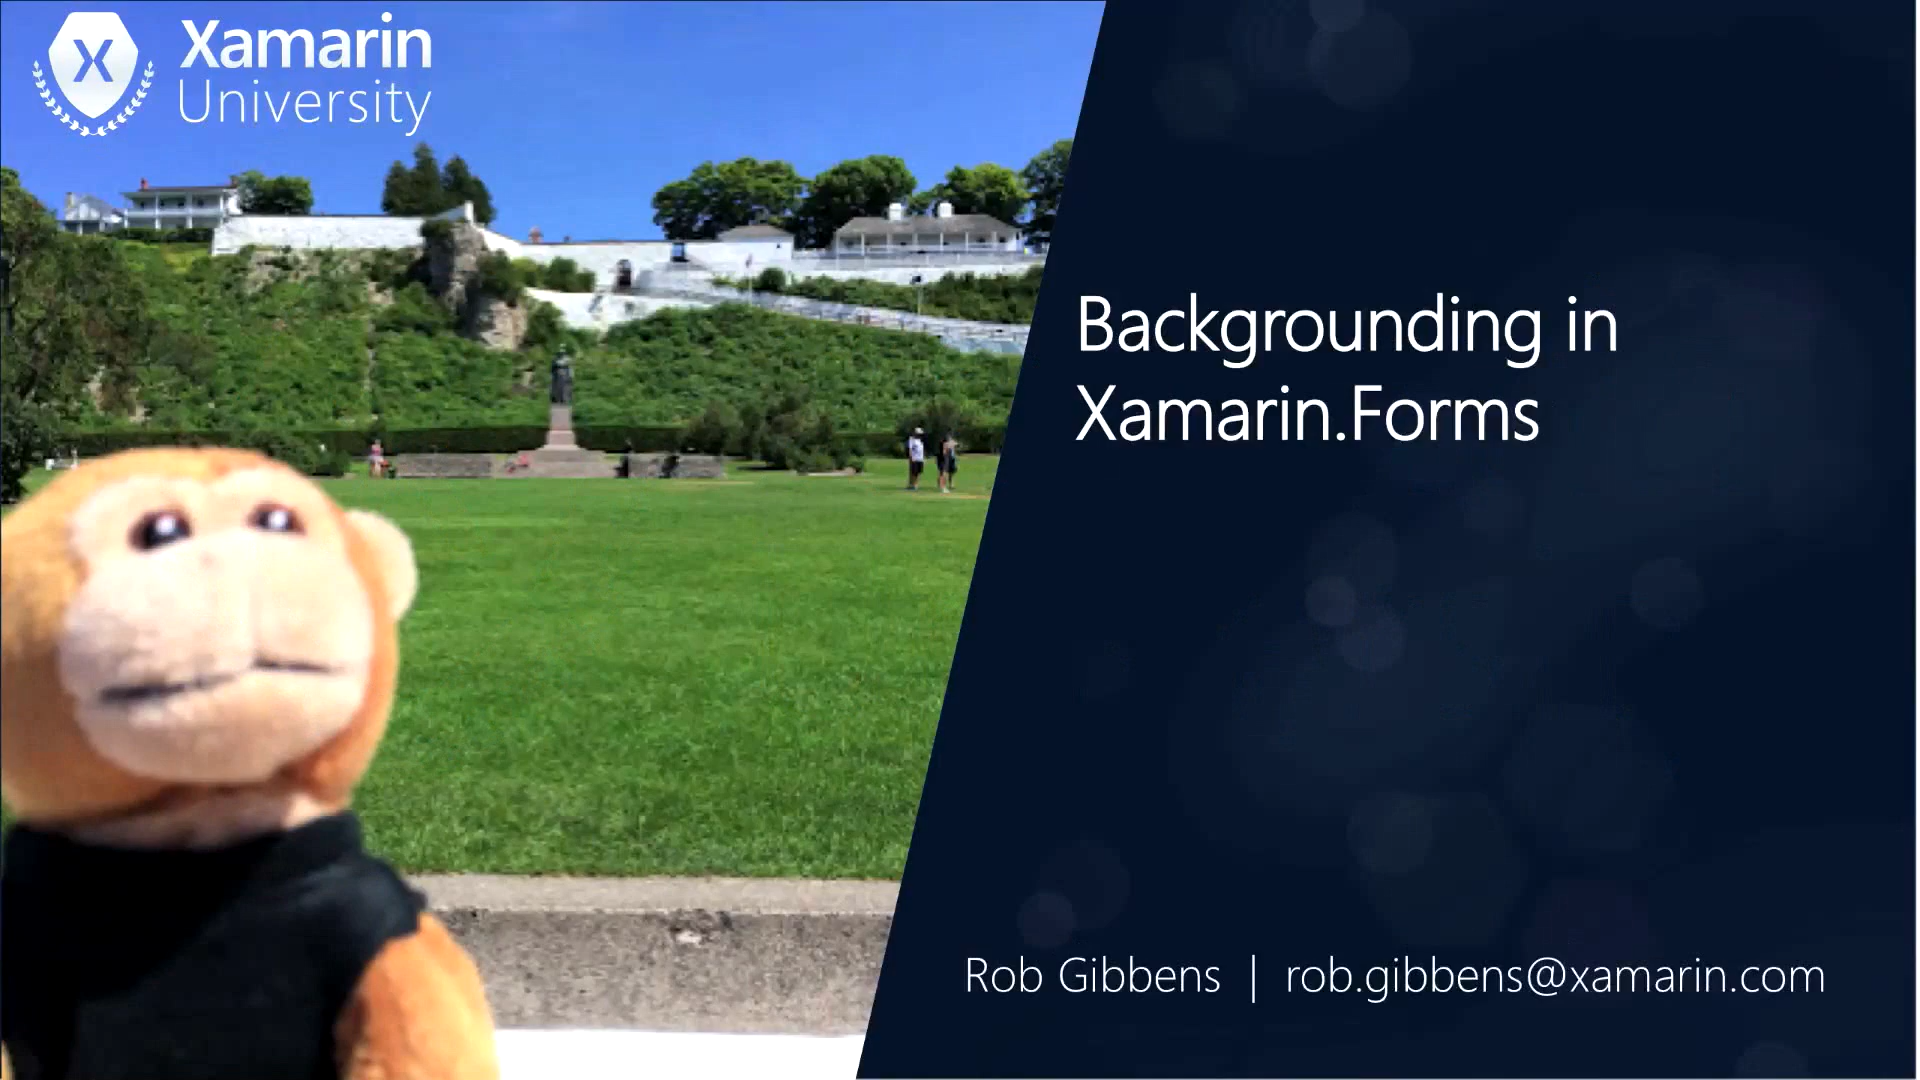 X
Xamarin
University
Backgrounding in
Xamarin.Forms
Rob Gibbens | rob.gibbens@xamarin.com